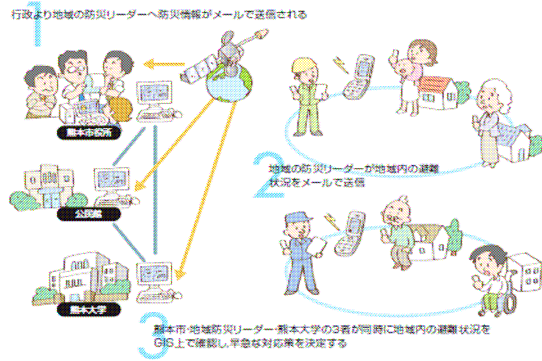 1
行政より地域の防災リーダーへ防災情報がメールで送信される
熊本市役所
公民館
熊本大学
2
地域の防災リーダーが地域内の避難
状況をメールで送信
3
熊本市・地域防災リーダー・熊本大学の3者が同時に地域内の避難状況を
GIS上で確認し早急な対応策を決定する